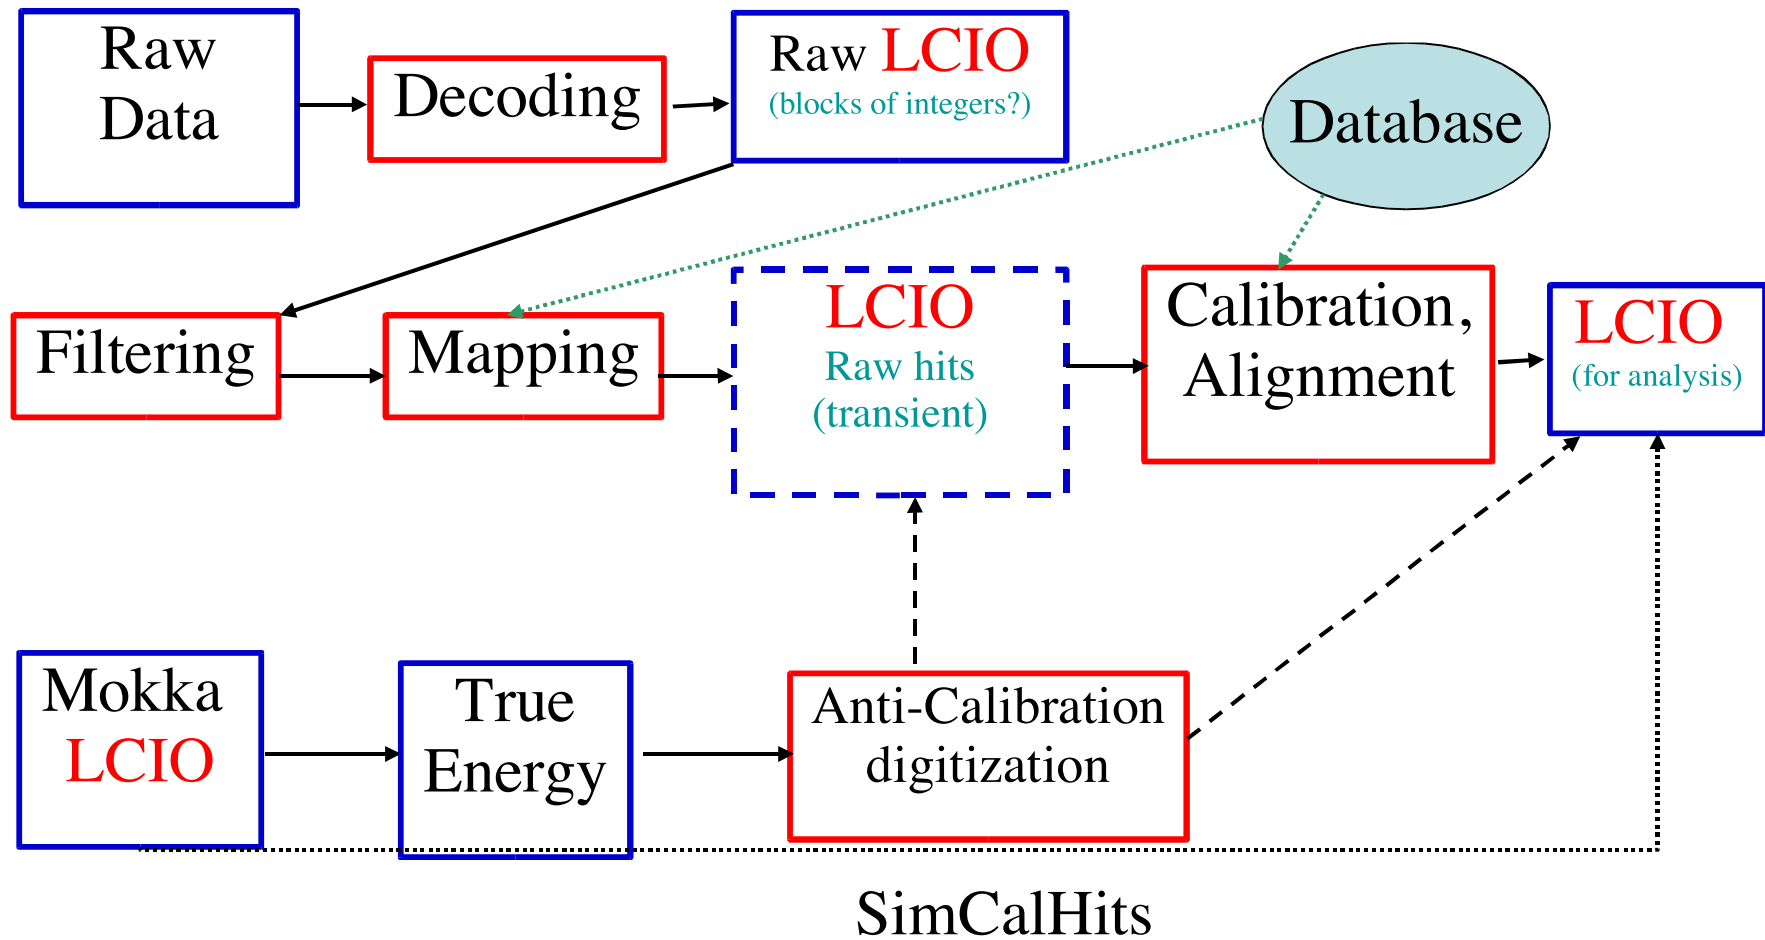 Raw
Data
Decoding
Raw LCIO
(blocks of integers?)
Database
Filtering
Mapping
LCIO
Raw hits
(transient)
Calibration,
Alignment
LCIO
(for analysis)
Mokka
LCIO
True
Energy
Anti-Calibration
digitization
SimCalHits